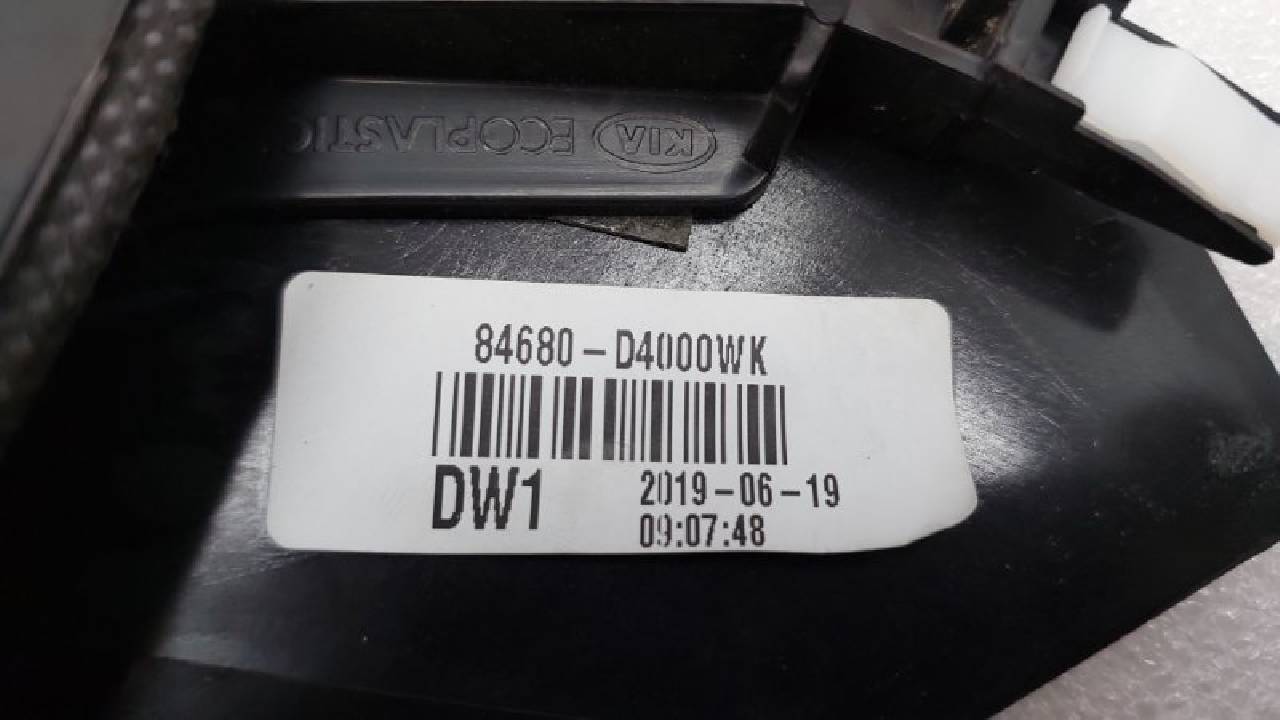 KIA ECOPLASTIC
84680-D4000WK
DW1
2019-06-19
09:07:48